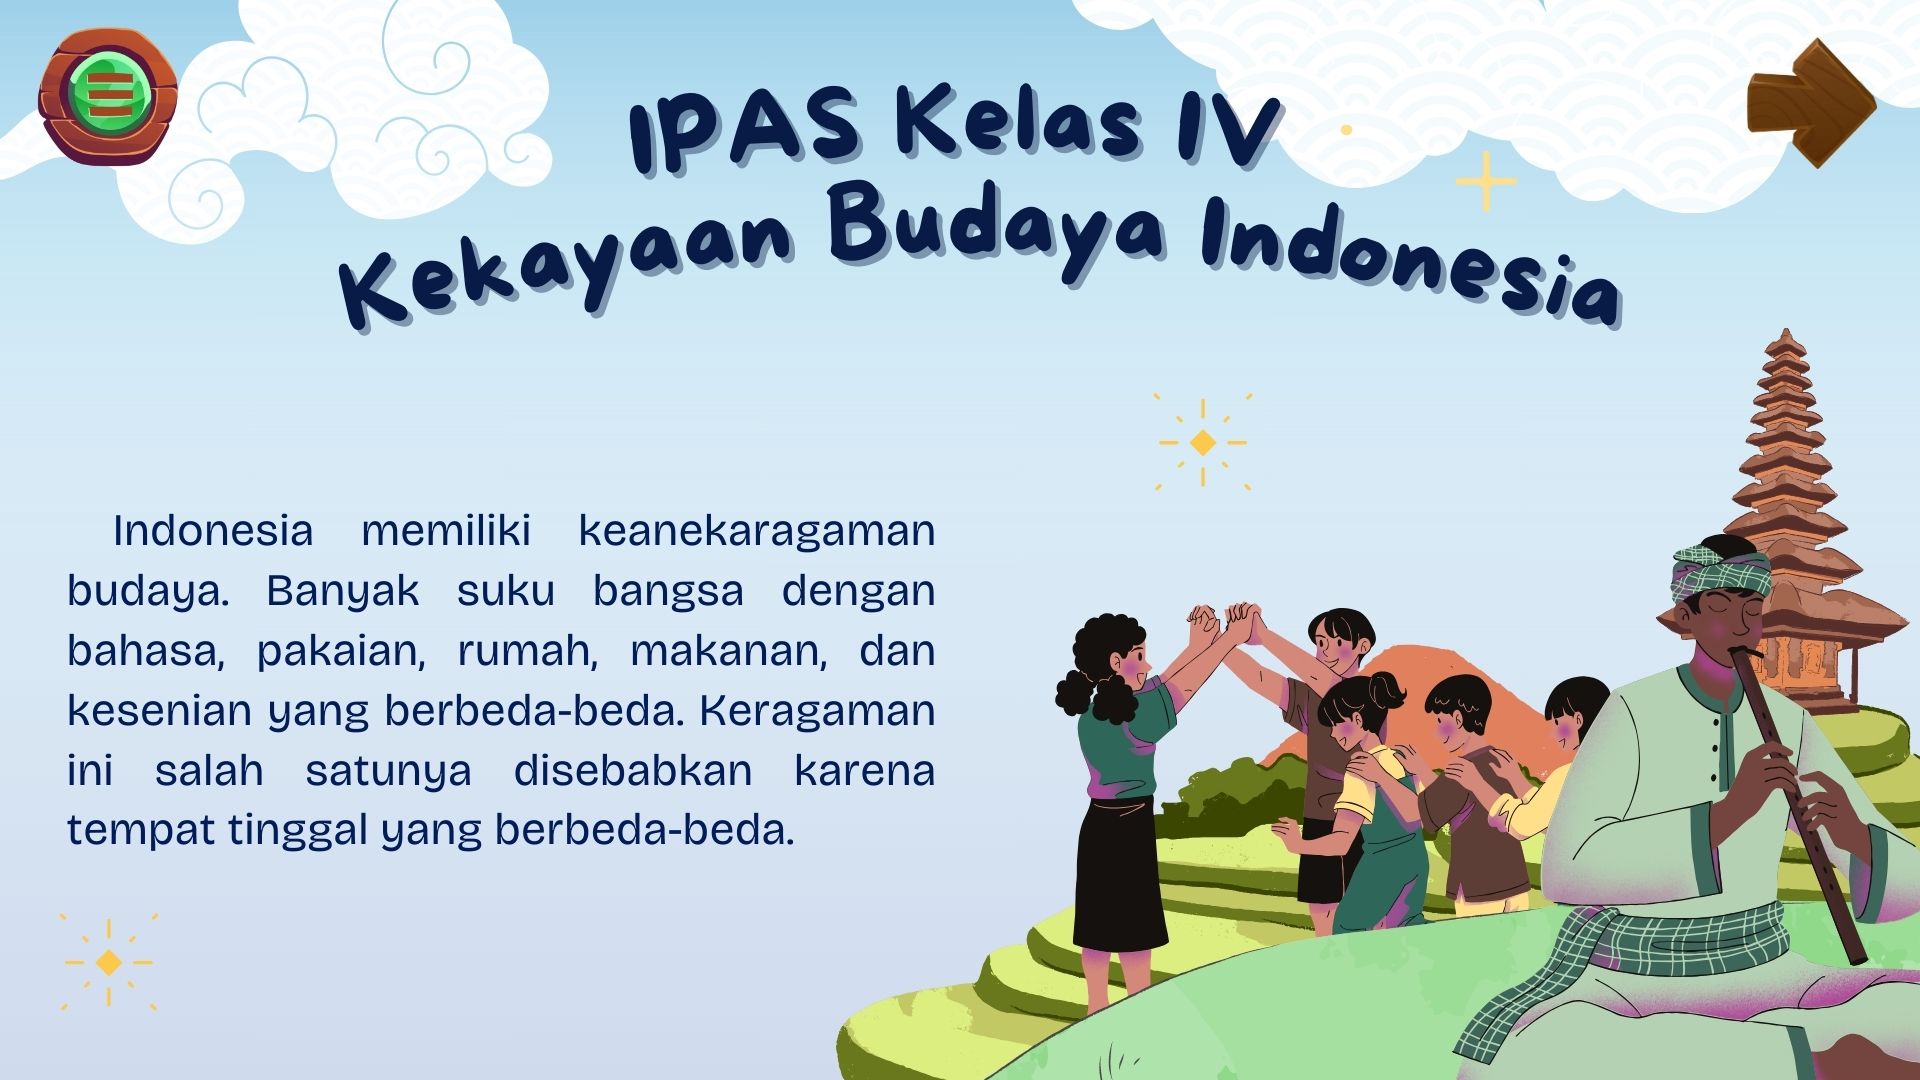 IPAS Kelas IV
Kekayaan Budaya Indonesia
Indonesia memiliki keanekaragaman
budaya. Banyak suku bangsa dengan
bahasa, pakaian, rumah, makanan, dan
kesenian yang berbeda-beda. Keragaman
ini salah satunya disebabkan karena
tempat tinggal yang berbeda-beda.